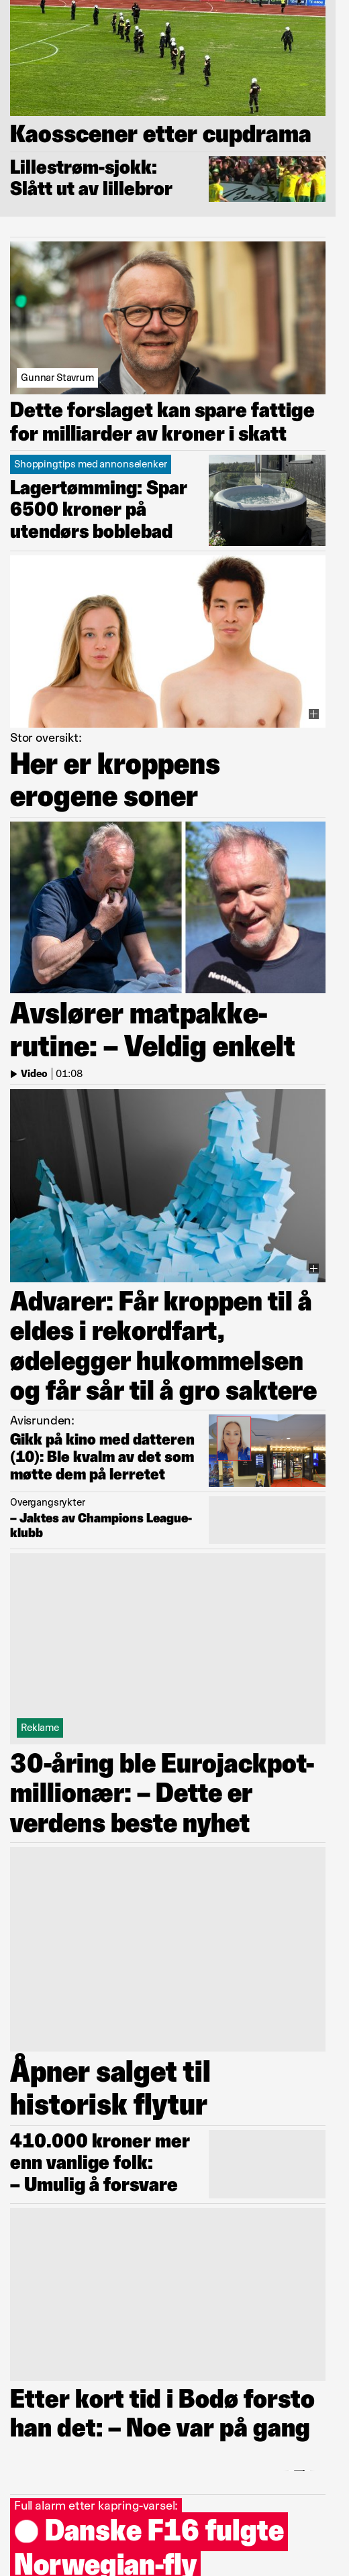 Kaosscener etter cupdrama
Lillestrøm-sjokk:
Slått ut av lillebror
Gunnar Stavrum
Dette forslaget kan spare fattige
for milliarder av kroner i skatt
Shoppingtips med annonselenker
Lagertømming: Spar
6500 kroner på
utendørs boblebad
Stor oversikt:
Her er kroppens
erogene soner
Nettavisen
Avslører matpakke-
rutine: – Veldig enkelt
Video | 01:08
Advarer: Får kroppen til å
eldes i rekordfart,
ødelegger hukommelsen
og får sår til å gro saktere
Avisrunden:
Gikk på kino med datteren
(10): Ble kvalm av det som
møtte dem på lerretet
Overgangsrykter
– Jaktes av Champions League-
klubb
Reklame
30-åring ble Eurojackpot-
millionær: – Dette er
verdens beste nyhet
Åpner salget til
historisk flytur
410.000 kroner mer
enn vanlige folk:
– Umulig å forsvare
Etter kort tid i Bodø forsto
han det: – Noe var på gang
Full alarm etter kapring-varsel:
Danske F16 fulgte
Norwegian-fly